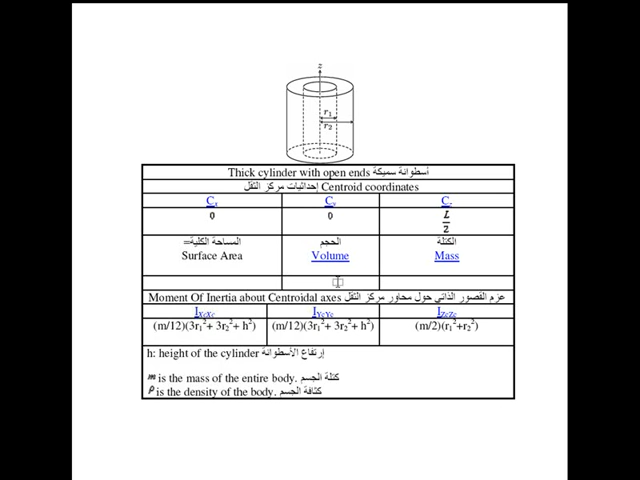 z
r1
r2
Thick cylinder with open ends أسطوانة سميكة
إحداثيات مركز الثقل Centroid coordinates
Cx Cy Cz
0 0 L/2
المساحة الكلية= الحجم الكتلة
Surface Area Volume Mass
Moment Of Inertia about Centroidal axes عزم القصور الذاتي حول محاور مركز الثقل
IXcXc IYcYc IZcZc
(m/12)(3r1²+ 3r2²+ h²) (m/12)(3r1²+ 3r2²+ h²) (m/2)(r1²+r2²)
h: height of the cylinder إرتفاع الأسطوانة
m is the mass of the entire body. كتلة الجسم
ρ is the density of the body. كثافة الجسم